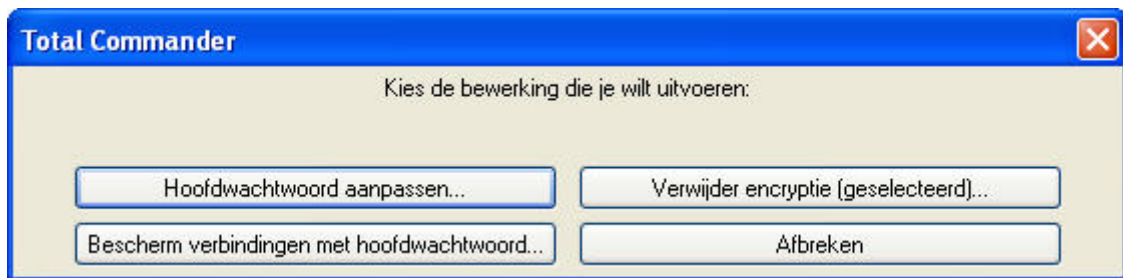 Total Commander
Kies de bewerking die je wilt uitvoeren:
Hoofdwachtwoord aanpassen...
Verwijder encryptie (geselecteerd)...
Bescherm verbindingen met hoofdwachtwoord...
Afbreken